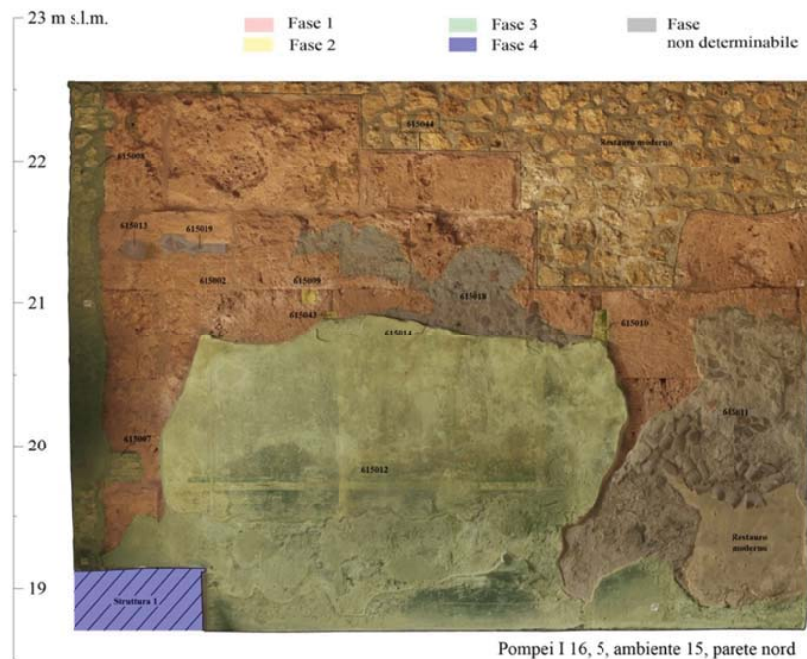 23 m s.l.m.
Fase 1
Fase 2
Fase 3
Fase 4
Fase
non determinabile
22
21
20
19
615044
Restauro moderno
615008
615013
615019
615002
615009
615018
615043
615014
615010
615011
615007
615012
Restauro
moderno
Struttura 1
Pompei I 16, 5, ambiente 15, parete nord